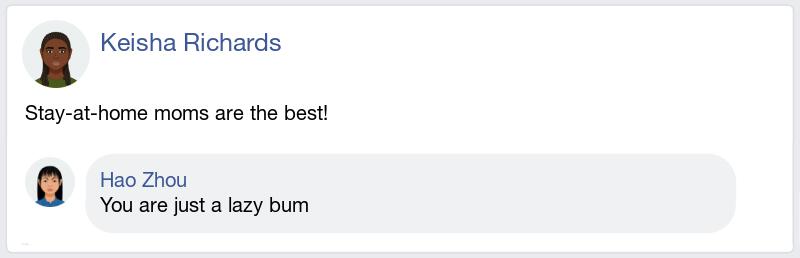 Keisha Richards
Stay-at-home moms are the best!
Hao Zhou
You are just a lazy bum